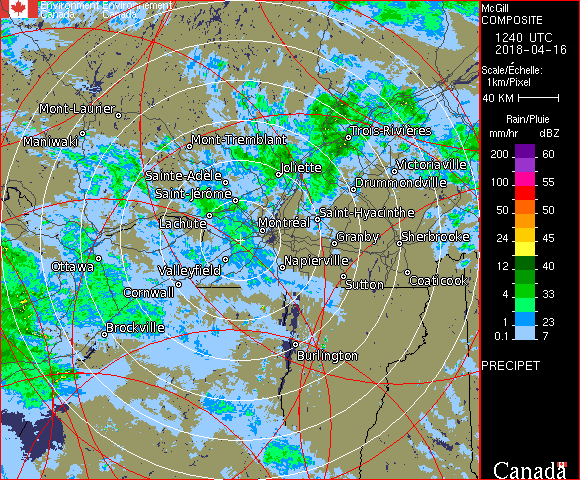 Environment Environnement
Canada Canada
Mont-Laurier
Maniwaki
Mont-Tremblant
Trois-Rivières
Sainte-Adèle
Joliette
Victoriaville
Saint-Jérôme
Drummondville
Lachute
Montréal
Saint-Hyacinthe
Granby
Sherbrooke
Ottawa
Valleyfield
Napierville
Cornwall
Sutton
Coaticook
Brockville
Burlington
McGill
COMPOSITE
1240 UTC
2018-04-16
Scale/Échelle:
1km/Pixel
40 KM
Rain/Pluie
mm/hr dBZ
200 60
100 55
50 50
24 45
12 40
4 33
1 23
0.1 7
PRECIPET
Canada